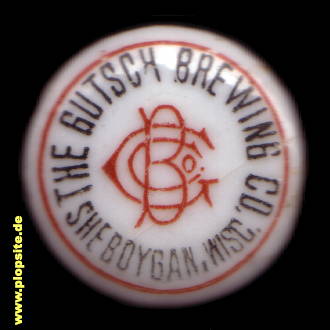 THE GUTSCH BREWING CO.
SHEBOYGAN, WISC.
www.plopsite.de